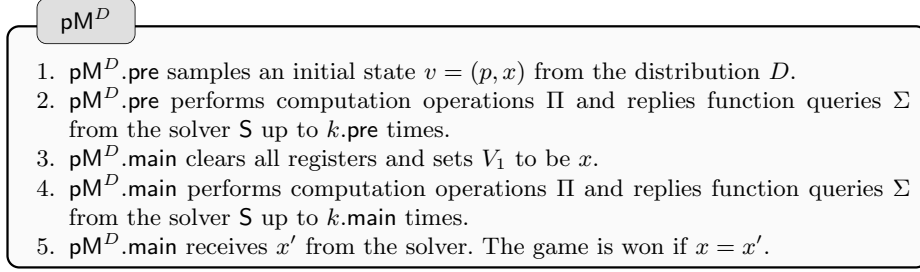 pM^D
1. pM^D.pre samples an initial state v = (p, x) from the distribution D.
2. pM^D.pre performs computation operations Π and replies function queries Σ
from the solver S up to k.pre times.
3. pM^D.main clears all registers and sets V_1 to be x.
4. pM^D.main performs computation operations Π and replies function queries Σ
from the solver S up to k.main times.
5. pM^D.main receives x′ from the solver. The game is won if x = x′.